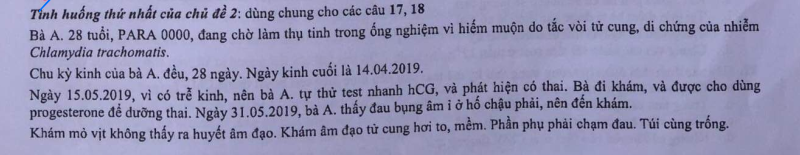 Tình huống thứ nhất của chủ đề 2: dùng chung cho các câu 17, 18
Bà A. 28 tuổi, PARA 0000, đang chờ làm thụ tinh trong ống nghiệm vì hiếm muộn do tắc vòi tử cung, di chứng của nhiễm
Chlamydia trachomatis.
Chu kỳ kinh của bà A. đều, 28 ngày. Ngày kinh cuối là 14.04.2019.
Ngày 15.05.2019, vì có trễ kinh, nên bà A. tự thử test nhanh hCG, và phát hiện có thai. Bà đi khám, và được cho dùng
progesterone để dưỡng thai. Ngày 31.05.2019, bà A. thấy đau bụng âm ỉ ở hố chậu phải, nên đến khám.
Khám mỏ vịt không thấy ra huyết âm đạo. Khám âm đạo tử cung hơi to, mềm. Phần phụ phải chạm đau. Túi cùng trống.